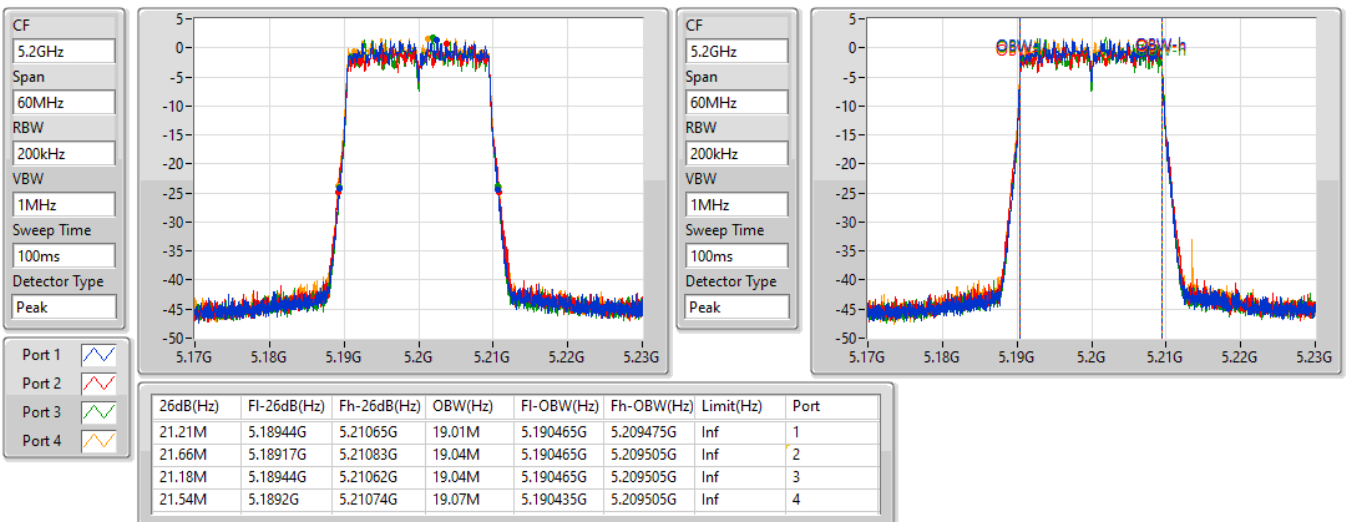 CF
5.2GHz
Span
60MHz
RBW
200kHz
VBW
1MHz
Sweep Time
100ms
Detector Type
Peak
5
0
-5
-10
-15
-20
-25
-30
-35
-40
-45
-50
5.17G 5.18G 5.19G 5.2G 5.21G 5.22G 5.23G
CF
5.2GHz
Span
60MHz
RBW
200kHz
VBW
1MHz
Sweep Time
100ms
Detector Type
Peak
5
0
-5
-10
-15
-20
-25
-30
-35
-40
-45
-50
OBW-h
5.17G 5.18G 5.19G 5.2G 5.21G 5.22G 5.23G
Port 1
Port 2
Port 3
Port 4
26dB(Hz) Fl-26dB(Hz) Fh-26dB(Hz) OBW(Hz) Fl-OBW(Hz) Fh-OBW(Hz) Limit(Hz) Port
21.21M 5.18944G 5.21065G 19.01M 5.190465G 5.209475G Inf 1
21.66M 5.18917G 5.21083G 19.04M 5.190465G 5.209505G Inf 2
21.18M 5.18944G 5.21062G 19.04M 5.190465G 5.209505G Inf 3
21.54M 5.1892G 5.21074G 19.07M 5.190435G 5.209505G Inf 4